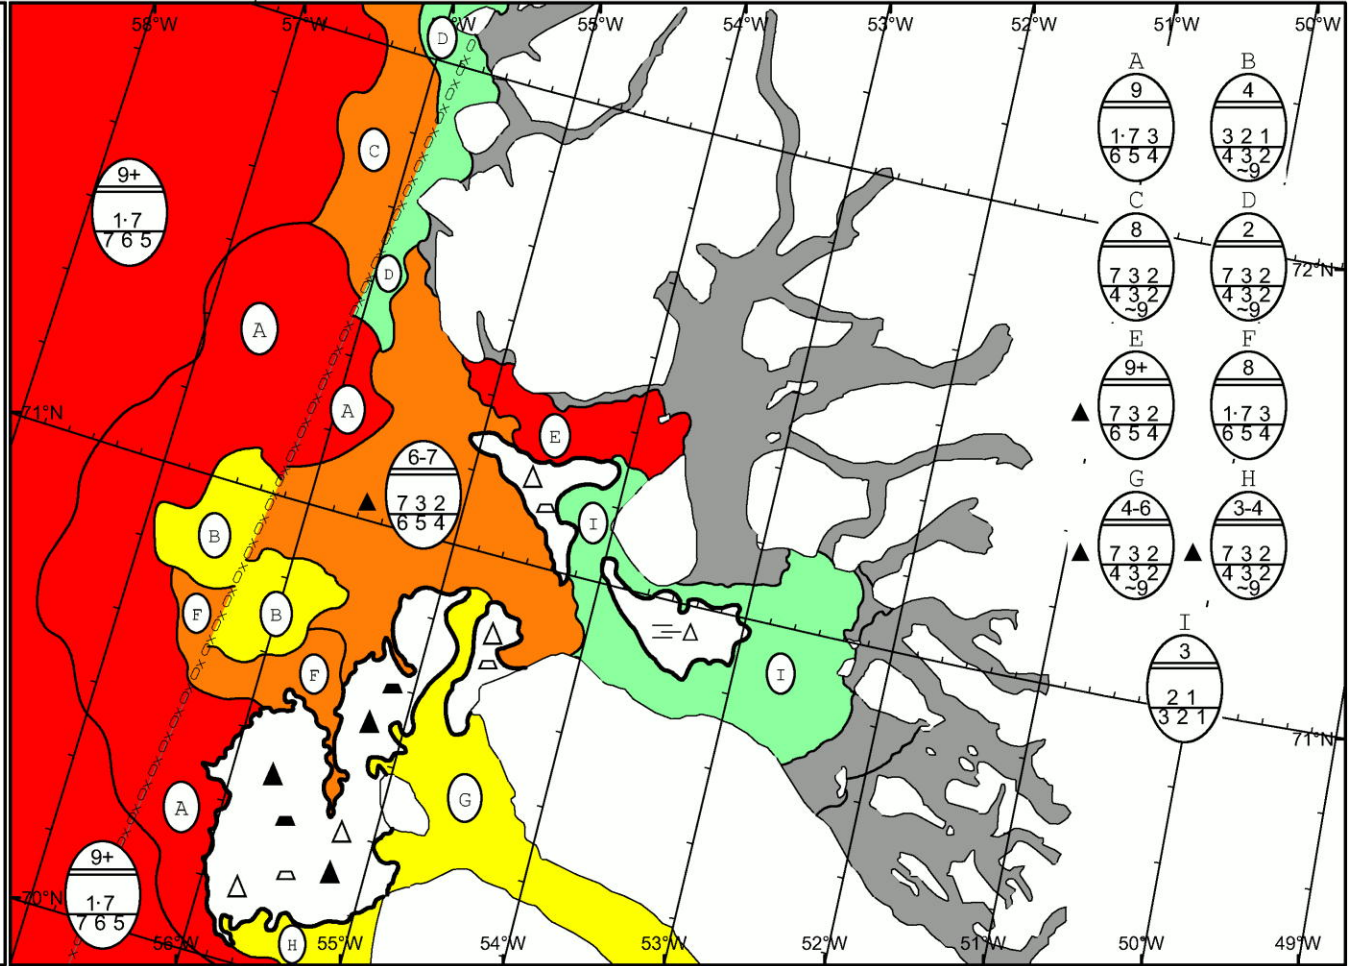 58°W 57°W 56°W 55°W 54°W 53°W 52°W 51°W 50°W
D
A B
9 4
1·7 3 3 2 1
6 5 4 4 3 2
~9
C
9+
1·7
7 6 5
C D
8 2
7 3 2 7 3 2
4 3 2 4 3 2
~9 ~9
D
72°N
A
E F
9+ 8
7 3 2 1·7 3
6 5 4 6 5 4
71°N
A
E
6-7
7 3 2
6 5 4
G H
4-6 3-4
7 3 2 7 3 2
4 3 2 4 3 2
~9 ~9
B
I
F B
I
3
2 1
3 2 1
F
I
71°N
A
G
9+
1·7
7 6 5
70°N
56°W H 55°W 54°W 53°W 52°W 51°W 50°W 49°W